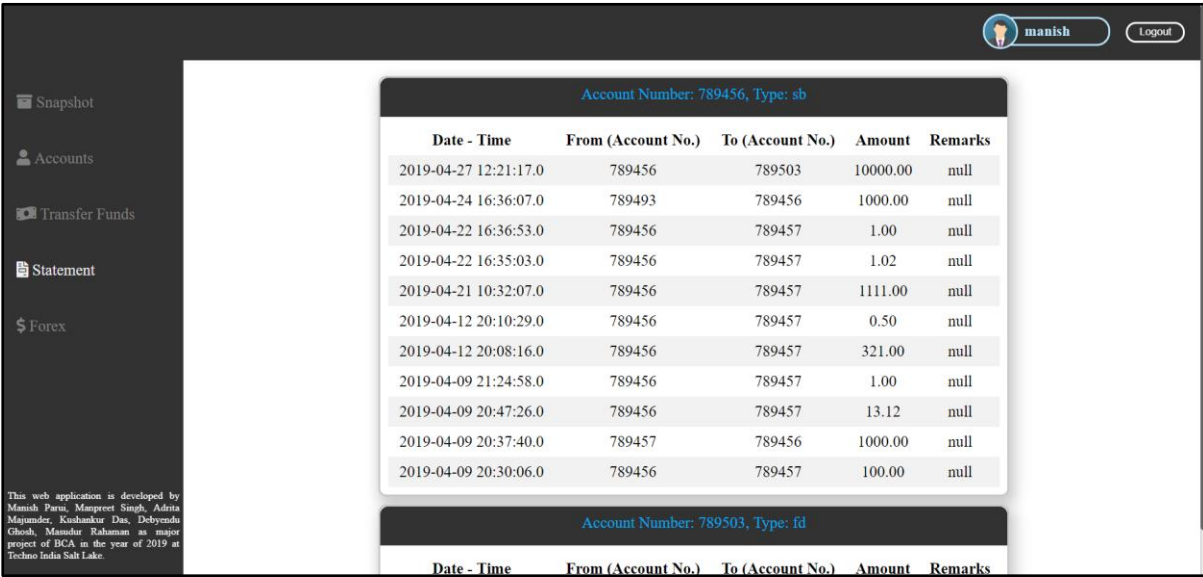 manish
Logout
Snapshot
Accounts
Transfer Funds
Statement
$ Forex
This web application is developed by
Manish Parui, Manpreet Singh, Adrita
Majumder, Kushankur Das, Debyendu
Ghosh, Masudur Rahaman as major
project of BCA in the year of 2019 at
Techno India Salt Lake.
Account Number: 789456, Type: sb
Date - Time From (Account No.) To (Account No.) Amount Remarks
2019-04-27 12:21:17.0 789456 789503 10000.00 null
2019-04-24 16:36:07.0 789493 789456 1000.00 null
2019-04-22 16:36:53.0 789456 789457 1.00 null
2019-04-22 16:35:03.0 789456 789457 1.02 null
2019-04-21 10:32:07.0 789456 789457 1111.00 null
2019-04-12 20:10:29.0 789456 789457 0.50 null
2019-04-12 20:08:16.0 789456 789457 321.00 null
2019-04-09 21:24:58.0 789456 789457 1.00 null
2019-04-09 20:47:26.0 789456 789457 13.12 null
2019-04-09 20:37:40.0 789457 789456 1000.00 null
2019-04-09 20:30:06.0 789456 789457 100.00 null
Account Number: 789503, Type: fd
Date - Time From (Account No.) To (Account No.) Amount Remarks